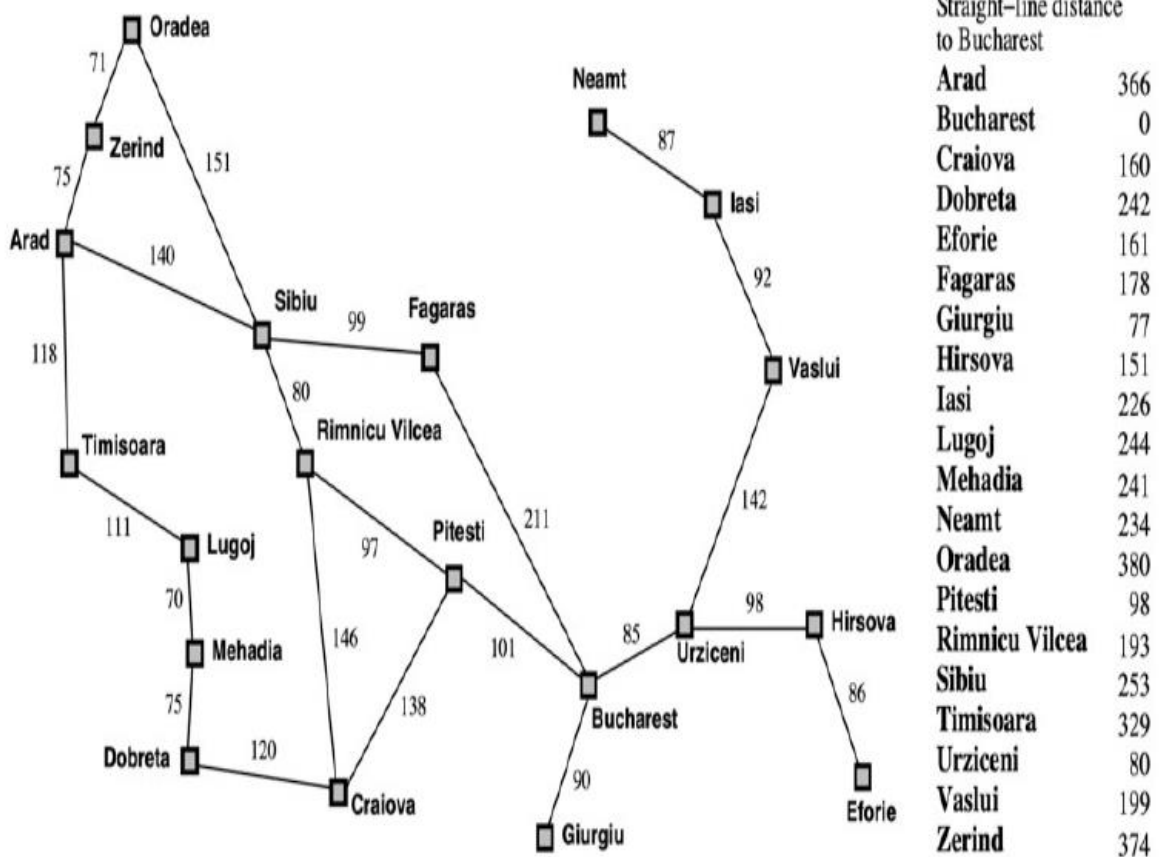 Straight–line distance
to Bucharest
Arad 366
Bucharest 0
Craiova 160
Dobreta 242
Eforie 161
Fagaras 178
Giurgiu 77
Hirsova 151
Iasi 226
Lugoj 244
Mehadia 241
Neamt 234
Oradea 380
Pitesti 98
Rimnicu Vilcea 193
Sibiu 253
Timisoara 329
Urziceni 80
Vaslui 199
Zerind 374
Oradea
71
Neamt
Zerind
87
151
75
Iasi
Arad
140
92
Sibiu
Fagaras
99
118
Vaslui
80
Rimnicu Vilcea
Timisoara
142
211
Pitesti
111
Lugoj
97
70
98
Hirsova
146
101
85
Urziceni
Mehadia
86
75
138
Bucharest
Dobreta
120
90
Craiova
Eforie
Giurgiu